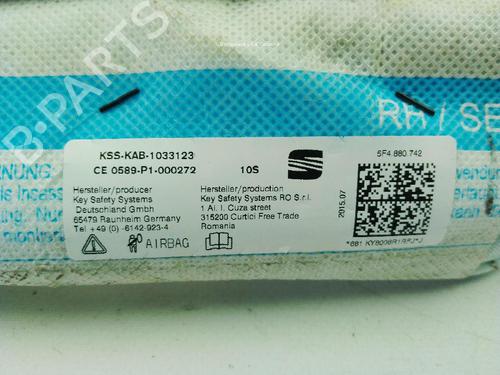 B-PARTS
RH / SE
NUNG
KSS-KAB-1033123
CE 0589-P1-000272
10S
Hersteller/producer
Key Safety Systems
Deutschland Gmbh
65479 Raunheim Germany
Tel +49 (0)-6142-923-4
AIRBAG
Hersteller/production
Key Safety Systems RO S.r.l.
1 Al. I. Cuza street
315200 Curtici Free Trade
Romania
2015.07
5F4.880.742